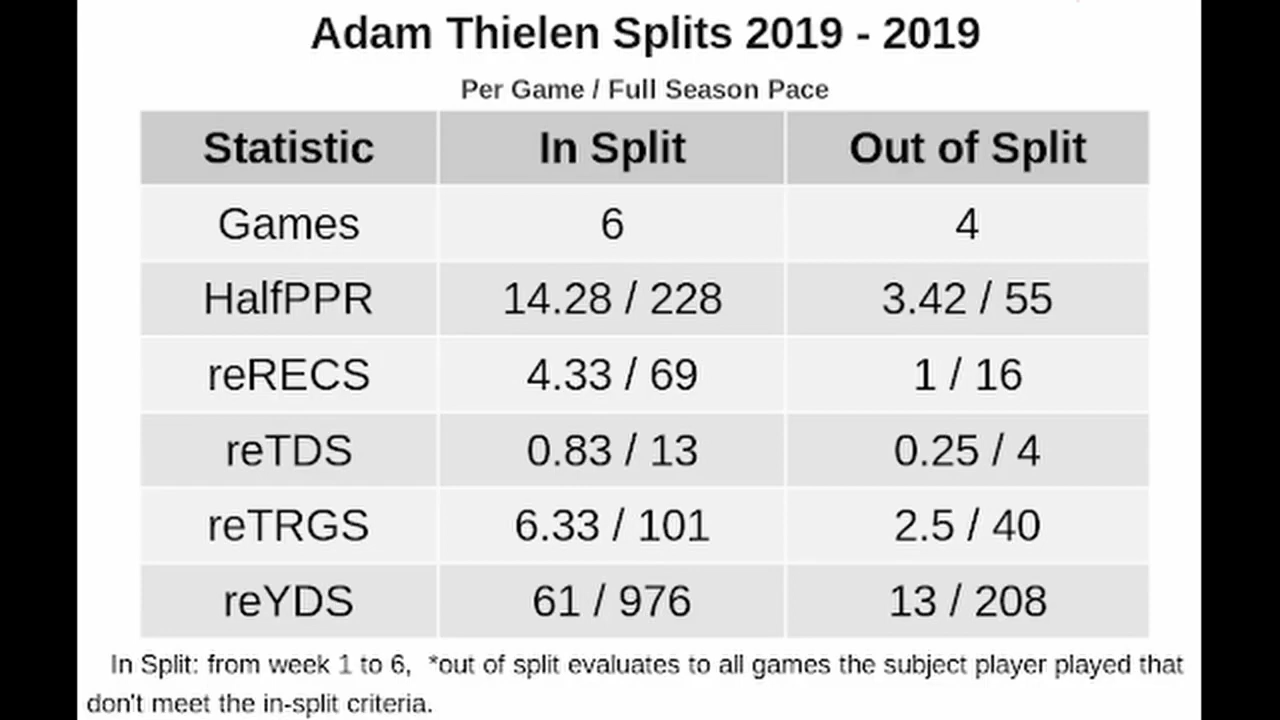 Adam Thielen Splits 2019 - 2019
Per Game / Full Season Pace
Statistic In Split Out of Split
Games 6 4
HalfPPR 14.28 / 228 3.42 / 55
reRECS 4.33 / 69 1 / 16
reTDS 0.83 / 13 0.25 / 4
reTRGS 6.33 / 101 2.5 / 40
reYDS 61 / 976 13 / 208
In Split: from week 1 to 6, *out of split evaluates to all games the subject player played that
don't meet the in-split criteria.